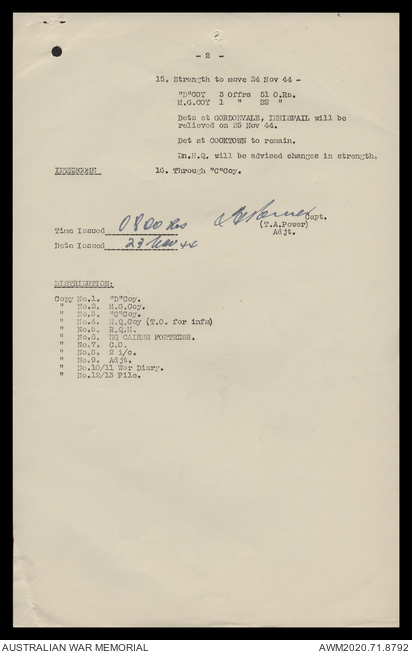 - 2 -
15. Strength to move 24 Nov 44 -
"D"COY 3 Offrs 51 O.Rs.
M.G.COY 1 " 22 "
Dets at GORDONVALE, INNISFAIL will be
relieved on 23 Nov 44.
Det at COOKTOWN to remain.
Bn.H.Q. will be advised changes in strength.
INTERCOMN 16. Through "C"Coy.
Capt.
(T.A.Power)
Adjt.
Time Issued 0800 hrs
Date Issued 23 Nov 44
DISTRIBUTION:
Copy No.1. "D"Coy.
" No.2. M.G.Coy.
" No.3. "C"Coy.
" No.4. H.Q.Coy (T.O. for infm)
" No.5. R.Q.M.
" No.6. HQ CAIRNS FORTRESS.
" No.7. C.O.
" No.8. 2 i/c.
" No.9. Adjt.
" No.10/11 War Diary.
" No.12/13 File.
AUSTRALIAN WAR MEMORIAL
AWM2020.71.8792